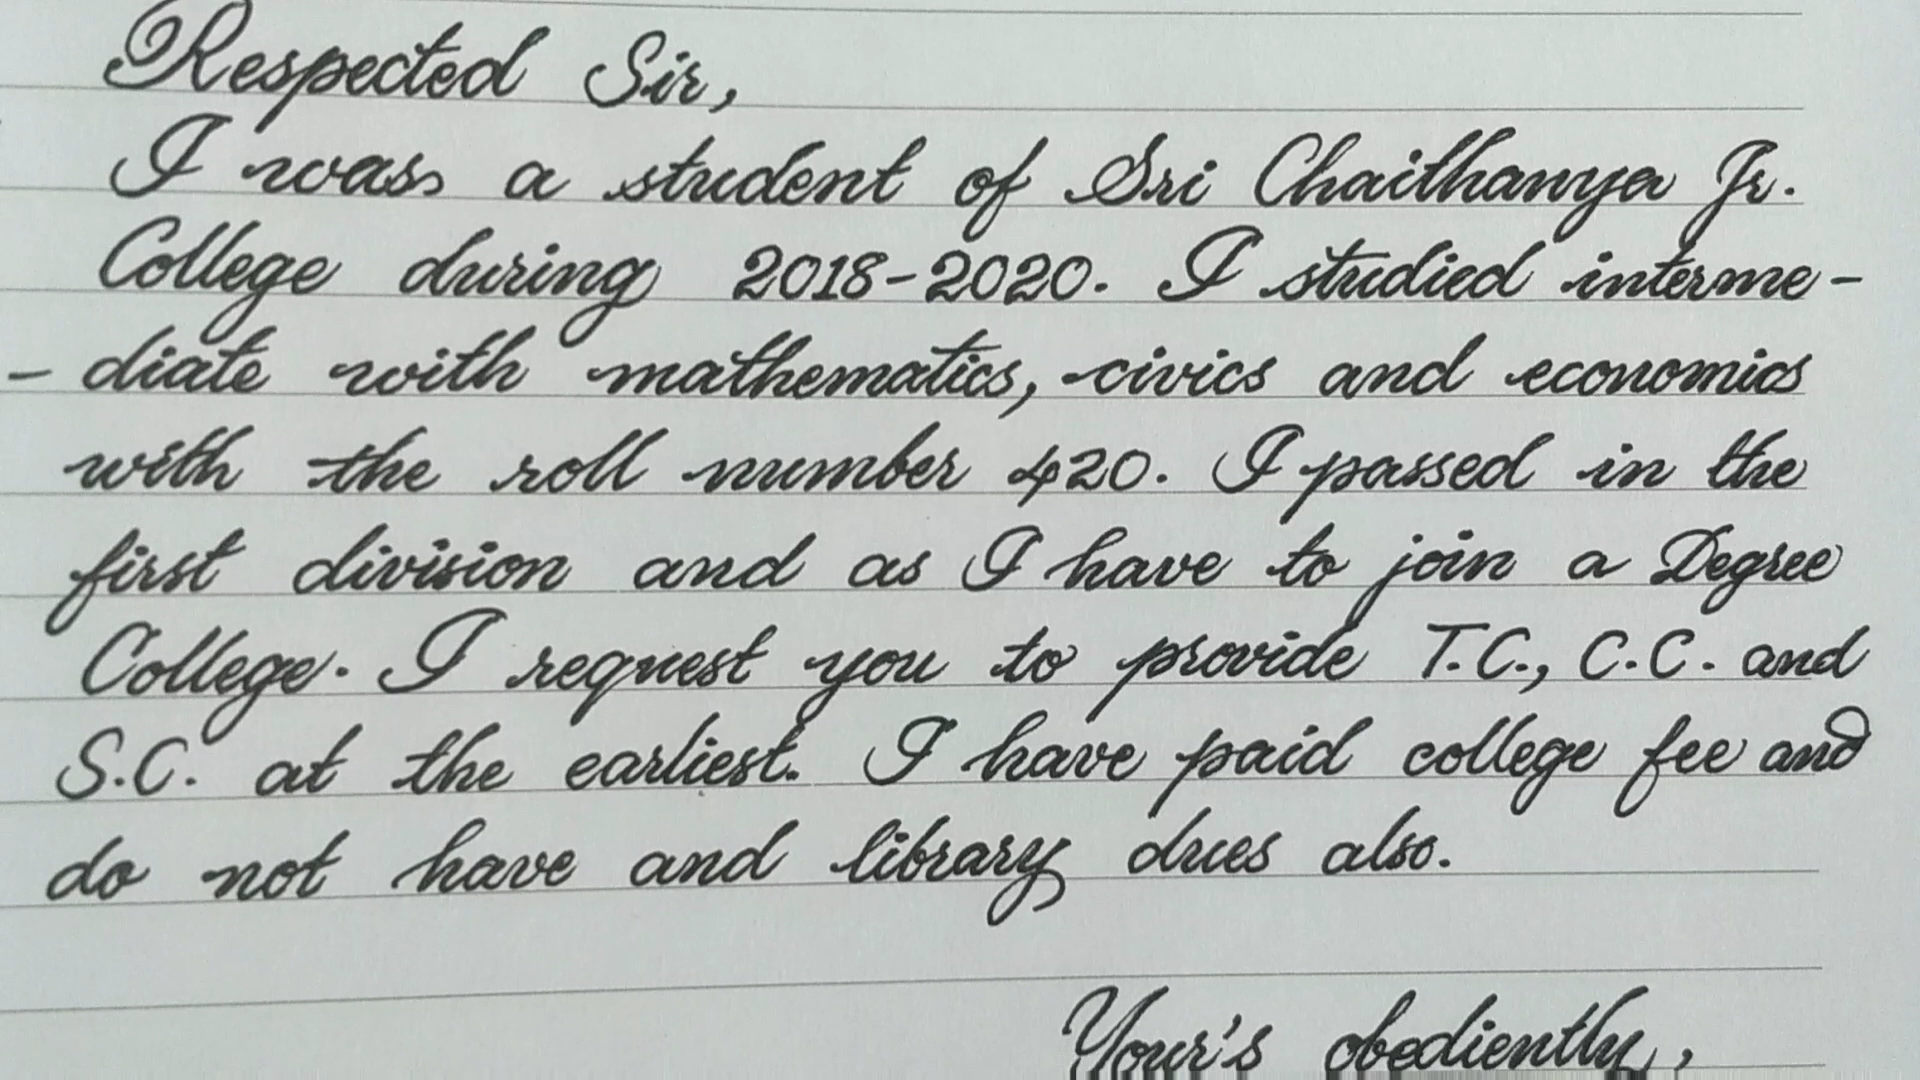 Respected Sir,
I was a student of Sri Chaithanya Jr.
College during 2018-2020. I studied interme-
- diate with mathematics, civics and economics
with the roll number 420. I passed in the
first division and as I have to join a Degree
College. I request you to provide T.C., C.C. and
S.C. at the earliest. I have paid college fee and
do not have and library dues also.
Your's obediently,